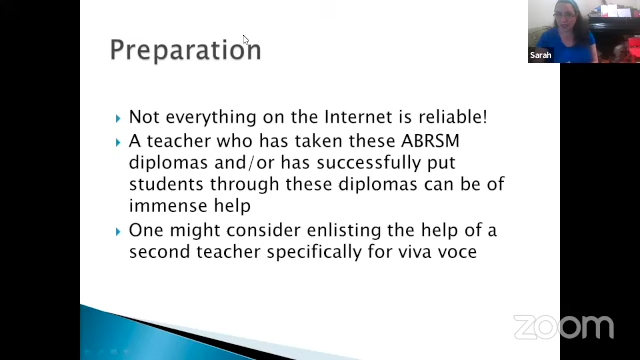 Preparation
Sarah
Not everything on the Internet is reliable!
A teacher who has taken these ABRSM
diplomas and/or has successfully put
students through these diplomas can be of
immense help
One might consider enlisting the help of a
second teacher specifically for viva voce
zoom